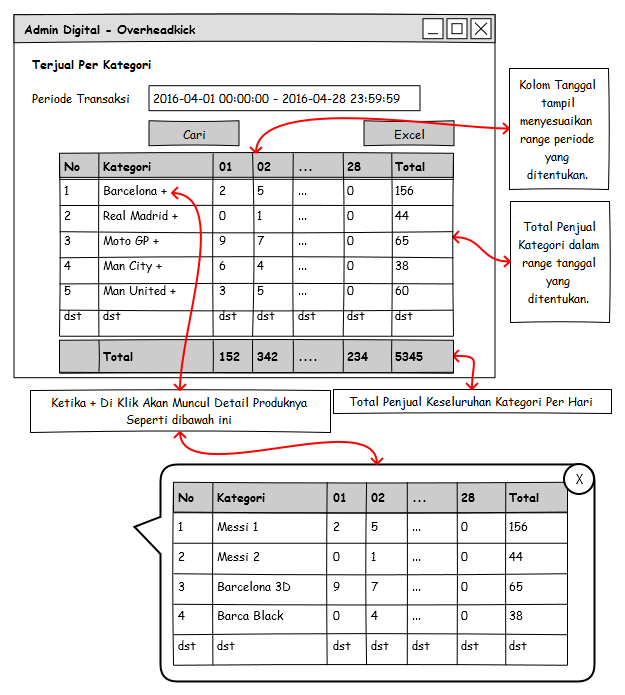 Admin Digital - Overheadkick
Terjual Per Kategori
Periode Transaksi 2016-04-01 00:00:00 - 2016-04-28 23:59:59
Cari Excel
No Kategori 01 02 ... 28 Total
1 Barcelona + 2 5 ... 0 156
2 Real Madrid + 0 1 ... 0 44
3 Moto GP + 9 7 ... 0 65
4 Man City + 6 4 ... 0 38
5 Man United + 3 5 ... 0 60
dst dst dst dst dst dst dst
Total 152 342 .... 234 5345
Kolom Tanggal
tampil
menyesuaikan
range periode
yang
ditentukan.
Total Penjual
Kategori dalam
range tanggal
yang
ditentukan.
Ketika + Di Klik Akan Muncul Detail Produknya
Seperti dibawah ini
Total Penjual Keseluruhan Kategori Per Hari
X
No Kategori 01 02 ... 28 Total
1 Messi 1 2 5 ... 0 156
2 Messi 2 0 1 ... 0 44
3 Barcelona 3D 9 7 ... 0 65
4 Barca Black 0 4 ... 0 38
dst dst dst dst dst dst dst